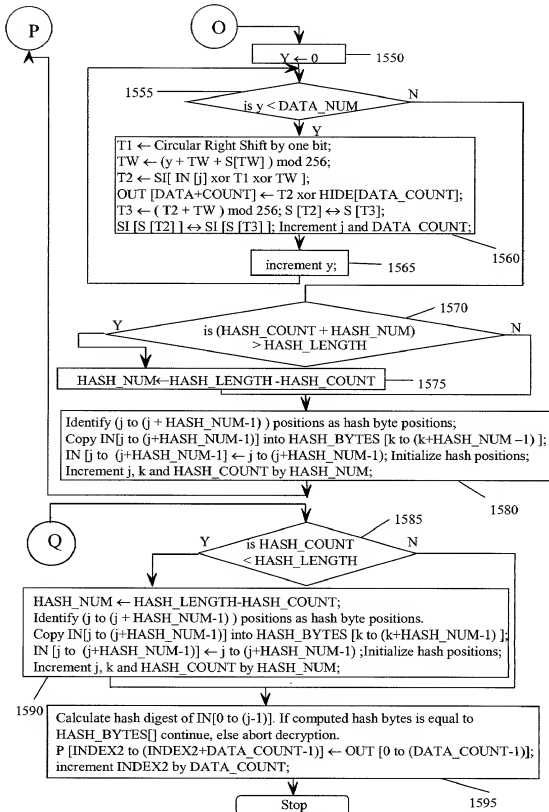 P
O
Y ← 0
1550
1555
is y < DATA_NUM
N
Y
T1 ← Circular Right Shift by one bit;
TW ← (y + TW + S[TW] ) mod 256;
T2 ← SI[ IN [j] xor T1 xor TW ];
OUT [DATA+COUNT] ← T2 xor HIDE[DATA_COUNT];
T3 ← ( T2 + TW ) mod 256; S [T2] ↔ S [T3];
SI [S [T2] ] ↔ SI [S [T3] ]; Increment j and DATA_COUNT;
1560
increment y;
1565
1570
Y
is (HASH_COUNT + HASH_NUM)
> HASH_LENGTH
N
HASH_NUM←HASH_LENGTH -HASH_COUNT
1575
Identify (j to (j + HASH_NUM-1) ) positions as hash byte positions;
Copy IN[j to (j+HASH_NUM-1)] into HASH_BYTES [k to (k+HASH_NUM –1) ];
IN [j to (j+HASH_NUM-1] ← j to (j+HASH_NUM-1); Initialize hash positions;
Increment j, k and HASH_COUNT by HASH_NUM;
1580
Q
1585
Y
is HASH_COUNT
< HASH_LENGTH
N
HASH_NUM ← HASH_LENGTH-HASH_COUNT;
Identify (j to (j + HASH_NUM-1) ) positions as hash byte positions.
Copy IN[j to (j+HASH_NUM-1)] into HASH_BYTES [k to (k+HASH_NUM-1) ];
IN [j to (j+HASH_NUM-1)] ← j to (j+HASH_NUM-1) ;Initialize hash positions;
Increment j, k and HASH_COUNT by HASH_NUM;
1590
Calculate hash digest of IN[0 to (j-1)]. If computed hash bytes is equal to
HASH_BYTES[] continue, else abort decryption.
P [INDEX2 to (INDEX2+DATA_COUNT-1)] ← OUT [0 to (DATA_COUNT-1)];
increment INDEX2 by DATA_COUNT;
1595
Stop